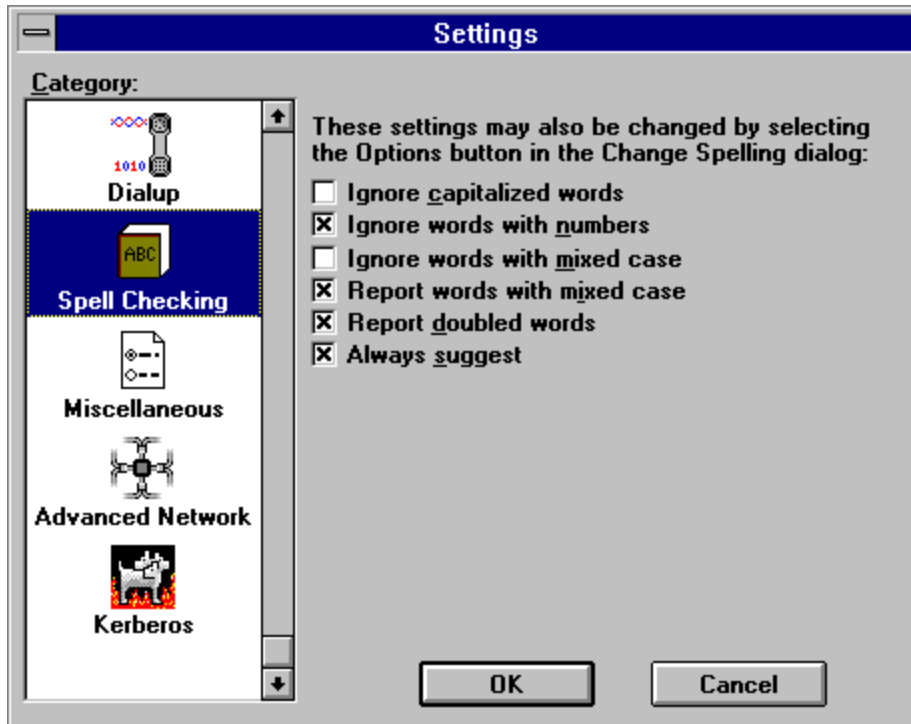 Settings
Category:
1010
Dialup
ABC
Spell Checking
Miscellaneous
Advanced Network
Kerberos
These settings may also be changed by selecting
the Options button in the Change Spelling dialog:
Ignore capitalized words
Ignore words with numbers
Ignore words with mixed case
Report words with mixed case
Report doubled words
Always suggest
OK
Cancel